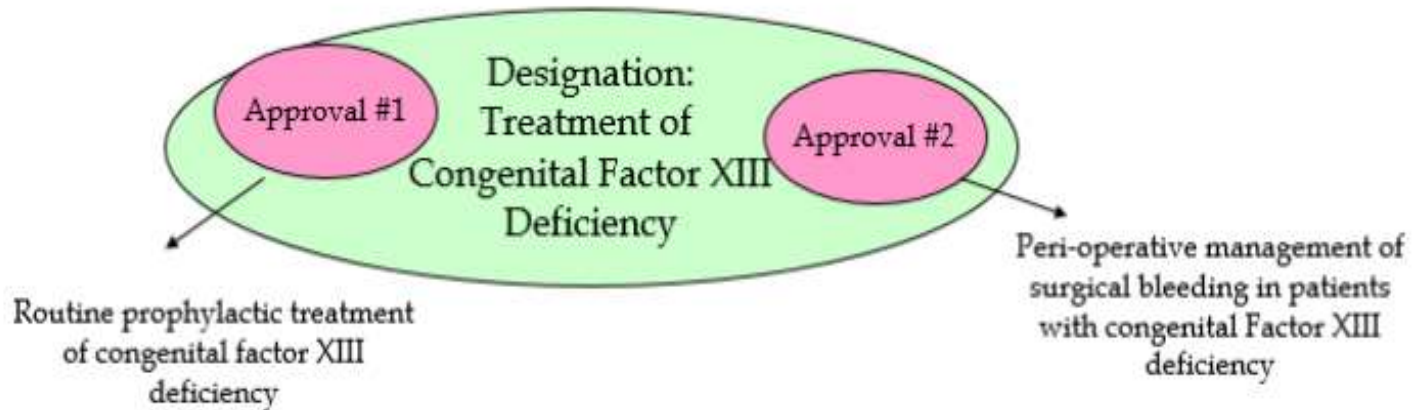 Approval #1
Designation:
Treatment of
Congenital Factor XIII
Deficiency
Approval #2
Routine prophylactic treatment
of congenital factor XIII
deficiency
Peri-operative management of
surgical bleeding in patients
with congenital Factor XIII
deficiency